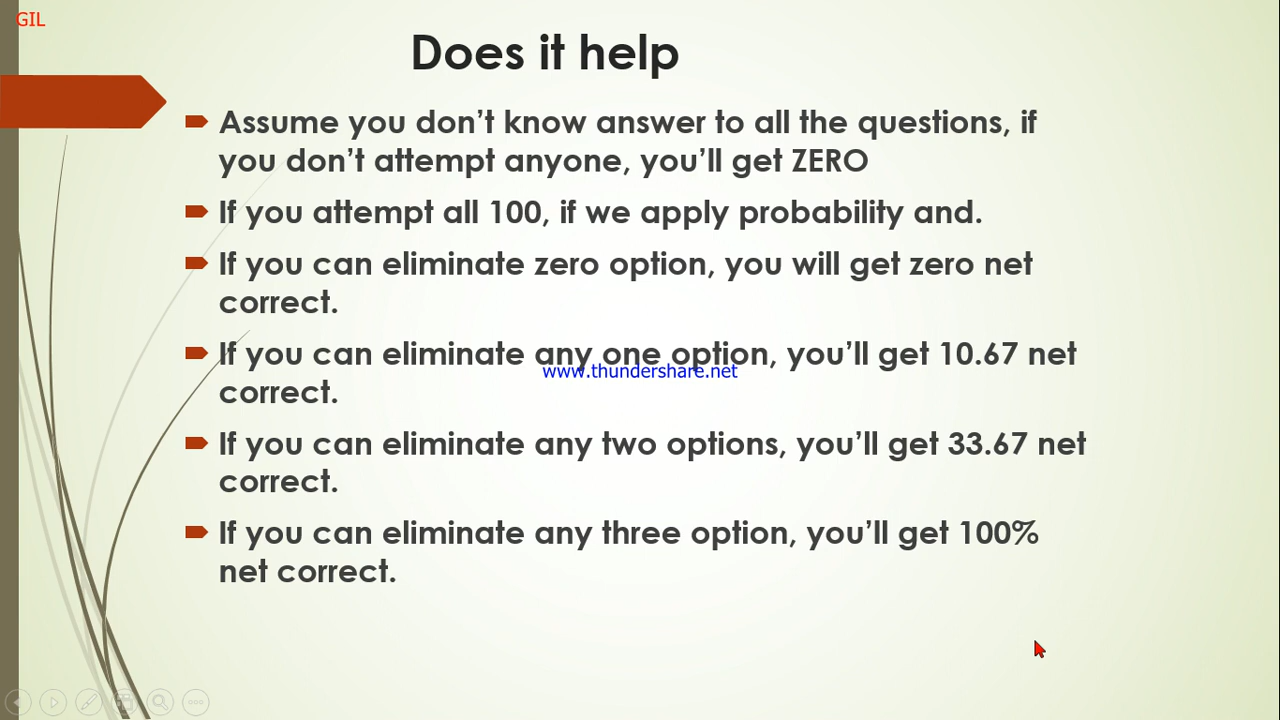 GIL
Does it help
Assume you don't know answer to all the questions, if
you don't attempt anyone, you'll get ZERO
If you attempt all 100, if we apply probability and.
If you can eliminate zero option, you will get zero net
correct.
If you can eliminate any one option, you'll get 10.67 net
www.thundershare.net
correct.
If you can eliminate any two options, you'll get 33.67 net
correct.
If you can eliminate any three option, you'll get 100%
net correct.